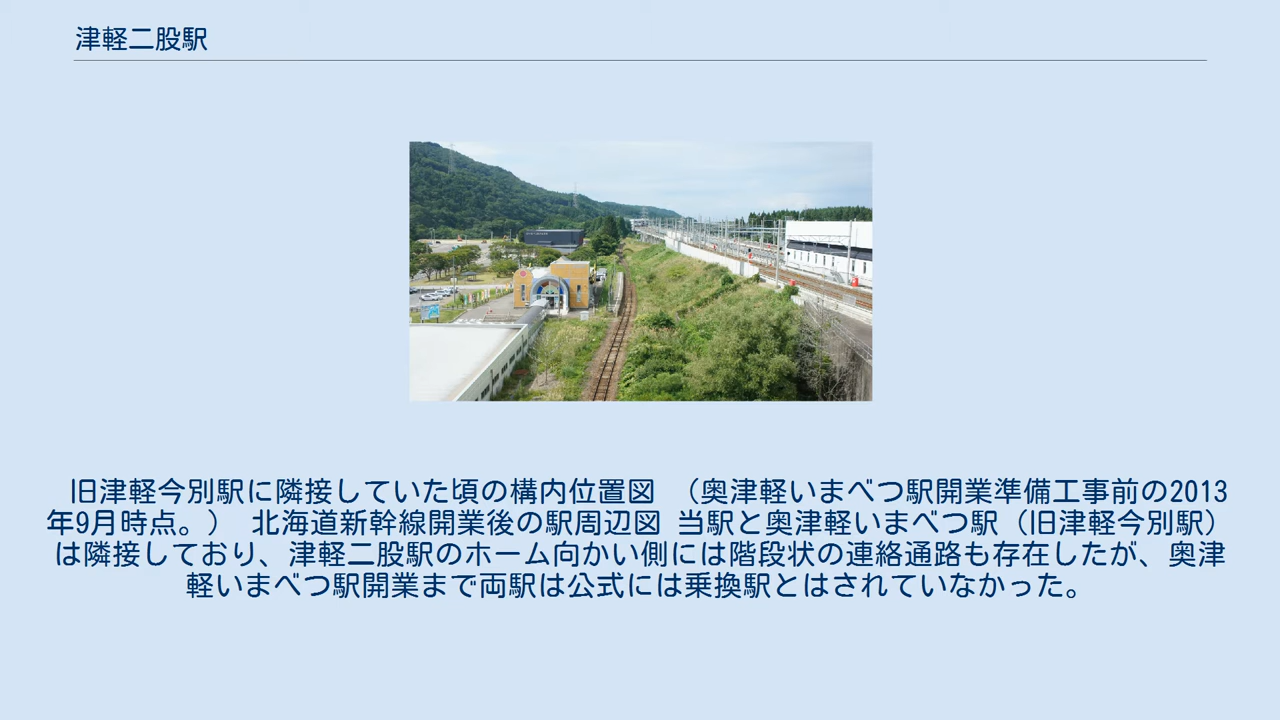 津軽二股駅
旧津軽今別駅に隣接していた頃の構内位置図 （奥津軽いまべつ駅開業準備工事前の2013
年9月時点。） 北海道新幹線開業後の駅周辺図 当駅と奥津軽いまべつ駅（旧津軽今別駅）
は隣接しており、津軽二股駅のホーム向かい側には階段状の連絡通路も存在したが、奥津
軽いまべつ駅開業まで両駅は公式には乗換駅とはされていなかった。